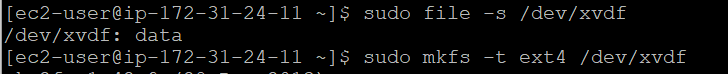 [ec2-user@ip-172-31-24-11 ~]$ sudo file -s /dev/xvdf
/dev/xvdf: data
[ec2-user@ip-172-31-24-11 ~]$ sudo mkfs -t ext4 /dev/xvdf